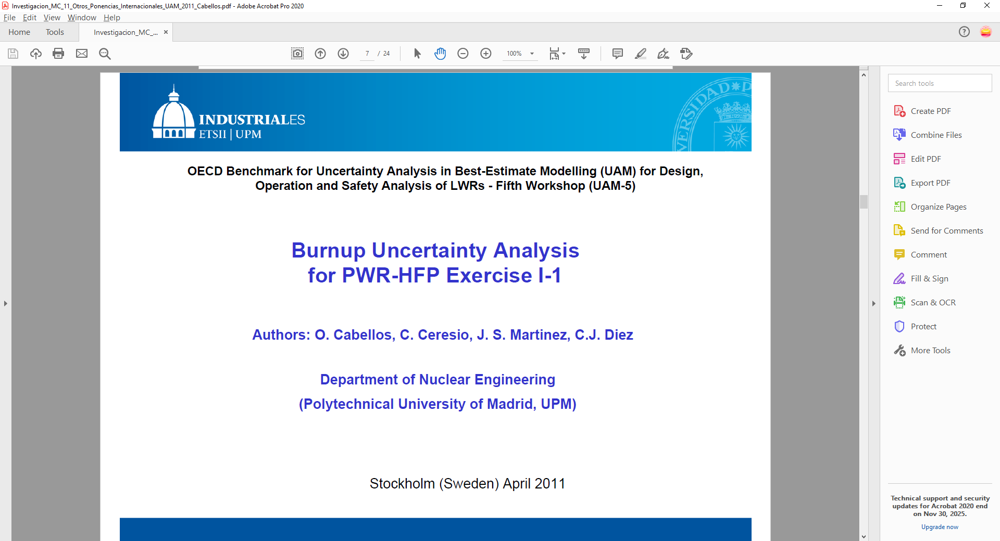 Investigacion_MC_11_Otros_Ponencias_Internacionales_UAM_2011_Cabellos.pdf - Adobe Acrobat Pro 2020
File Edit View Window Help
Home Tools Investigacion_MC_...
7 / 24 100%
INDUSTRIALES
ETSII | UPM
VERSIDAD P
OECD Benchmark for Uncertainty Analysis in Best-Estimate Modelling (UAM) for Design,
Operation and Safety Analysis of LWRs - Fifth Workshop (UAM-5)
Burnup Uncertainty Analysis
for PWR-HFP Exercise I-1
Authors: O. Cabellos, C. Ceresio, J. S. Martinez, C.J. Diez
Department of Nuclear Engineering
(Polytechnical University of Madrid, UPM)
Stockholm (Sweden) April 2011
Search tools
Create PDF
Combine Files
Edit PDF
Export PDF
Organize Pages
Send for Comments
Comment
Fill & Sign
Scan & OCR
Protect
More Tools
Technical support and security
updates for Acrobat 2020 end
on Nov 30, 2025.
Upgrade now